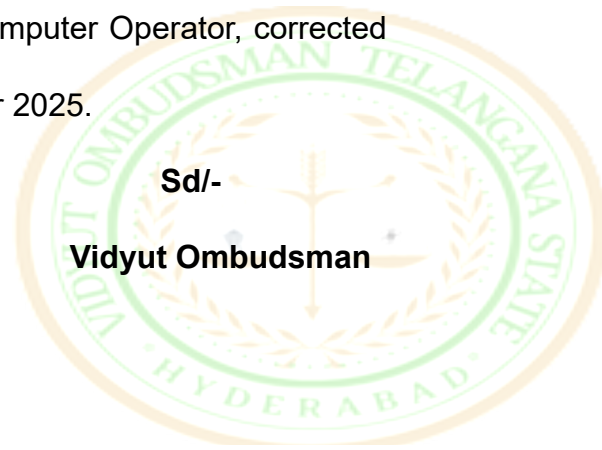 mputer Operator, corrected
r 2025.
Sd/-
Vidyut Ombudsman
VIDYUT OMBUDSMAN TELANGANA STATE
* HYDERABAD *